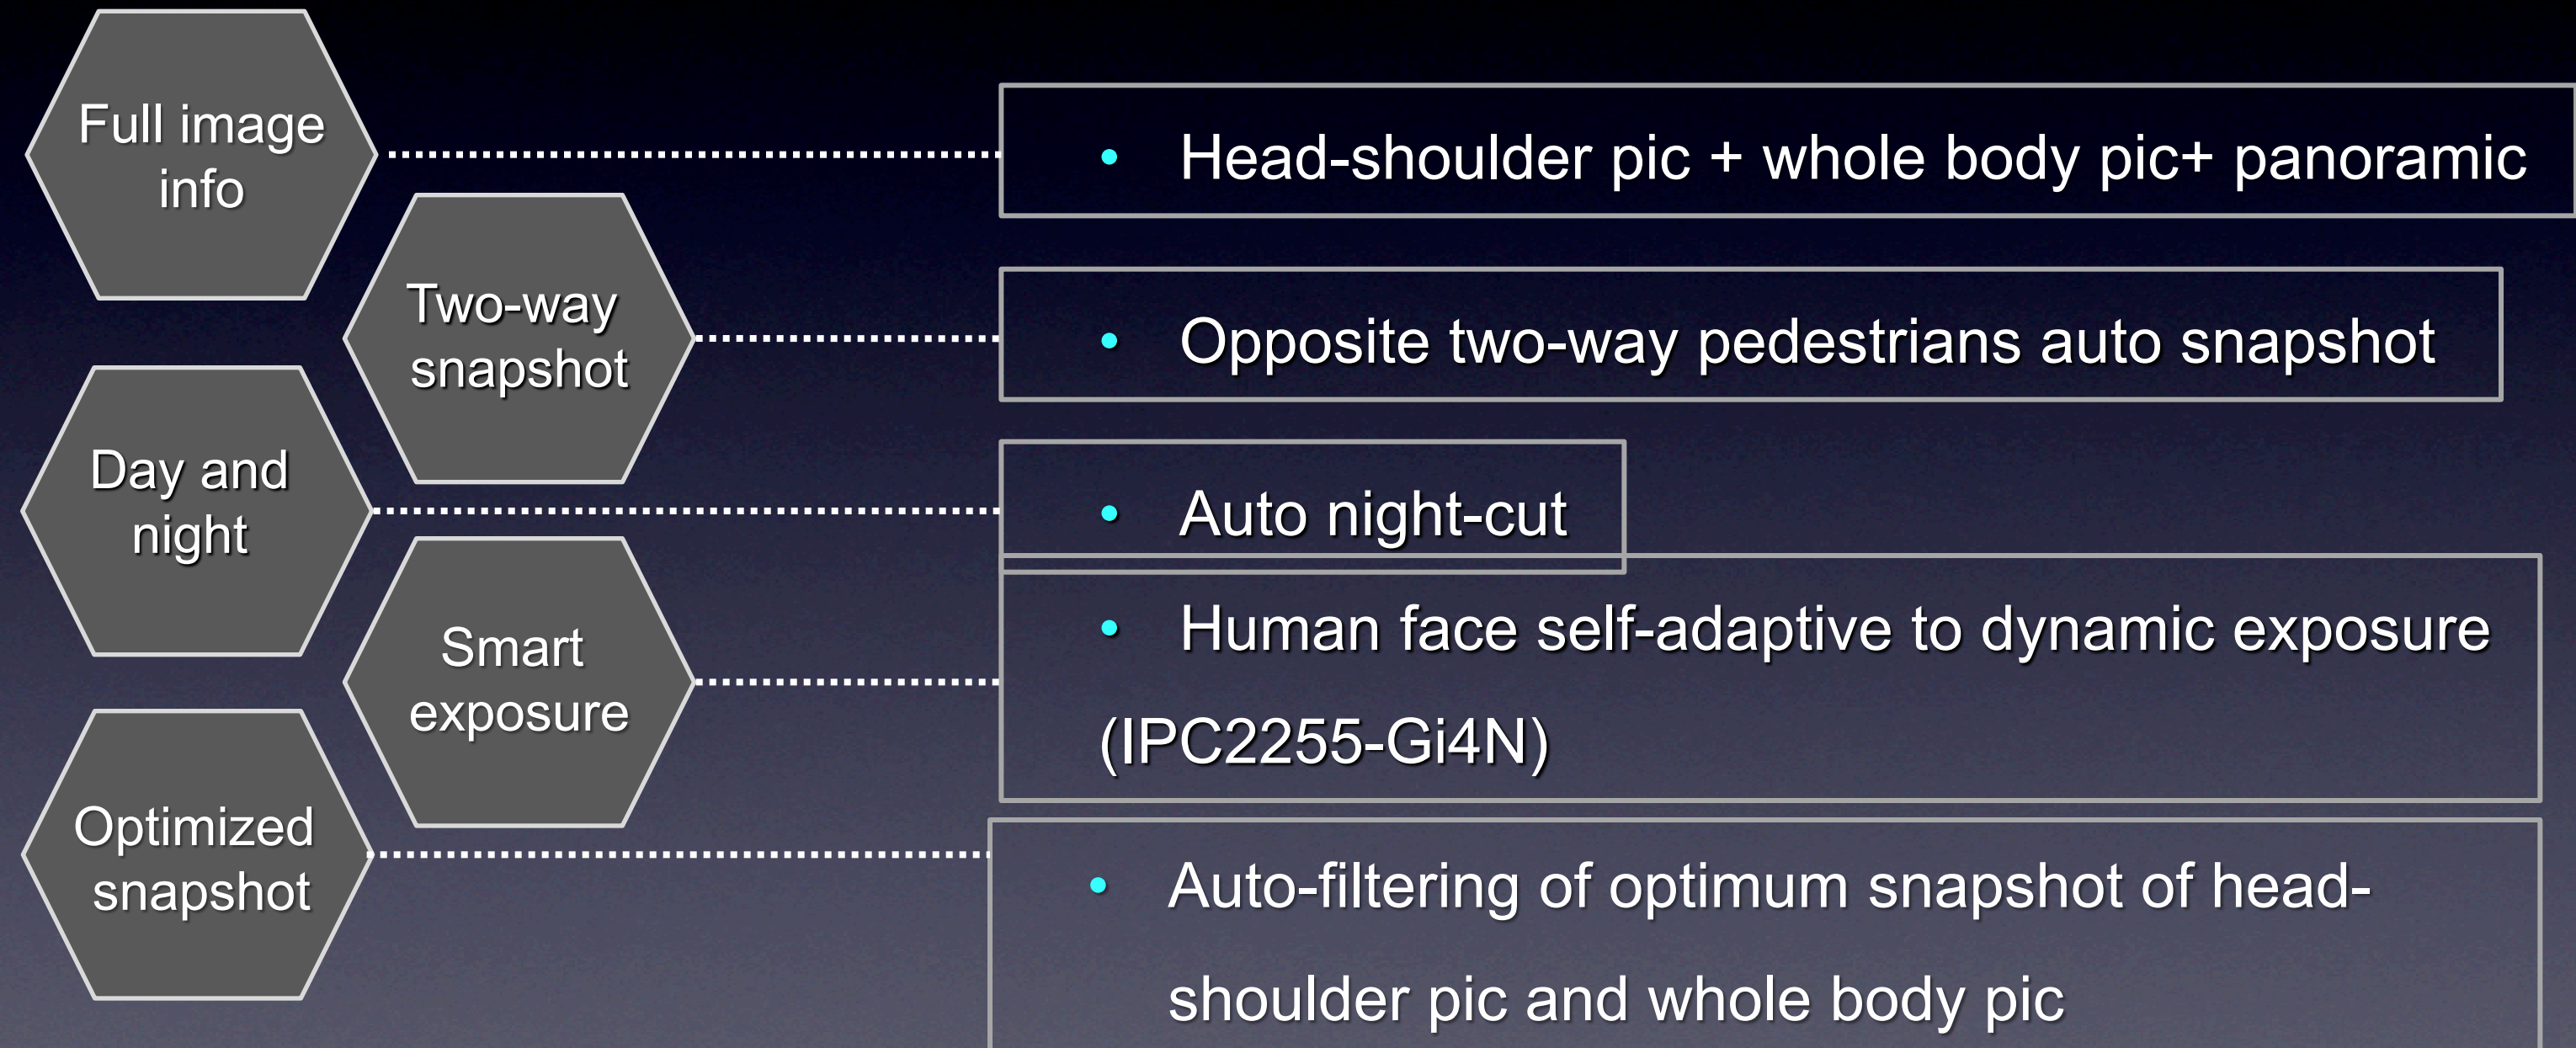 Full image
info
• Head-shoulder pic + whole body pic+ panoramic
Two-way
snapshot
• Opposite two-way pedestrians auto snapshot
Day and
night
• Auto night-cut
Smart
exposure
• Human face self-adaptive to dynamic exposure
(IPC2255-Gi4N)
Optimized
snapshot
• Auto-filtering of optimum snapshot of head-
shoulder pic and whole body pic